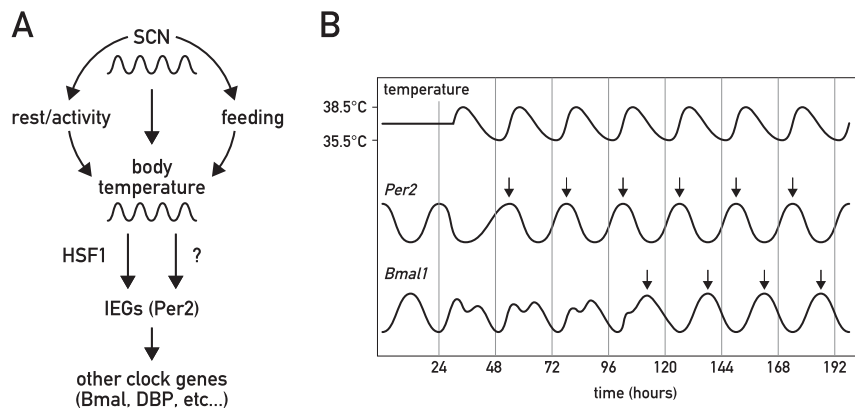 A
SCN
rest/activity
feeding
body
temperature
HSF1
?
IEGs (Per2)
other clock genes
(Bmal, DBP, etc...)
B
temperature
38.5°C
35.5°C
Per2
Bmal1
24 48 72 96 120 144 168 192
time (hours)